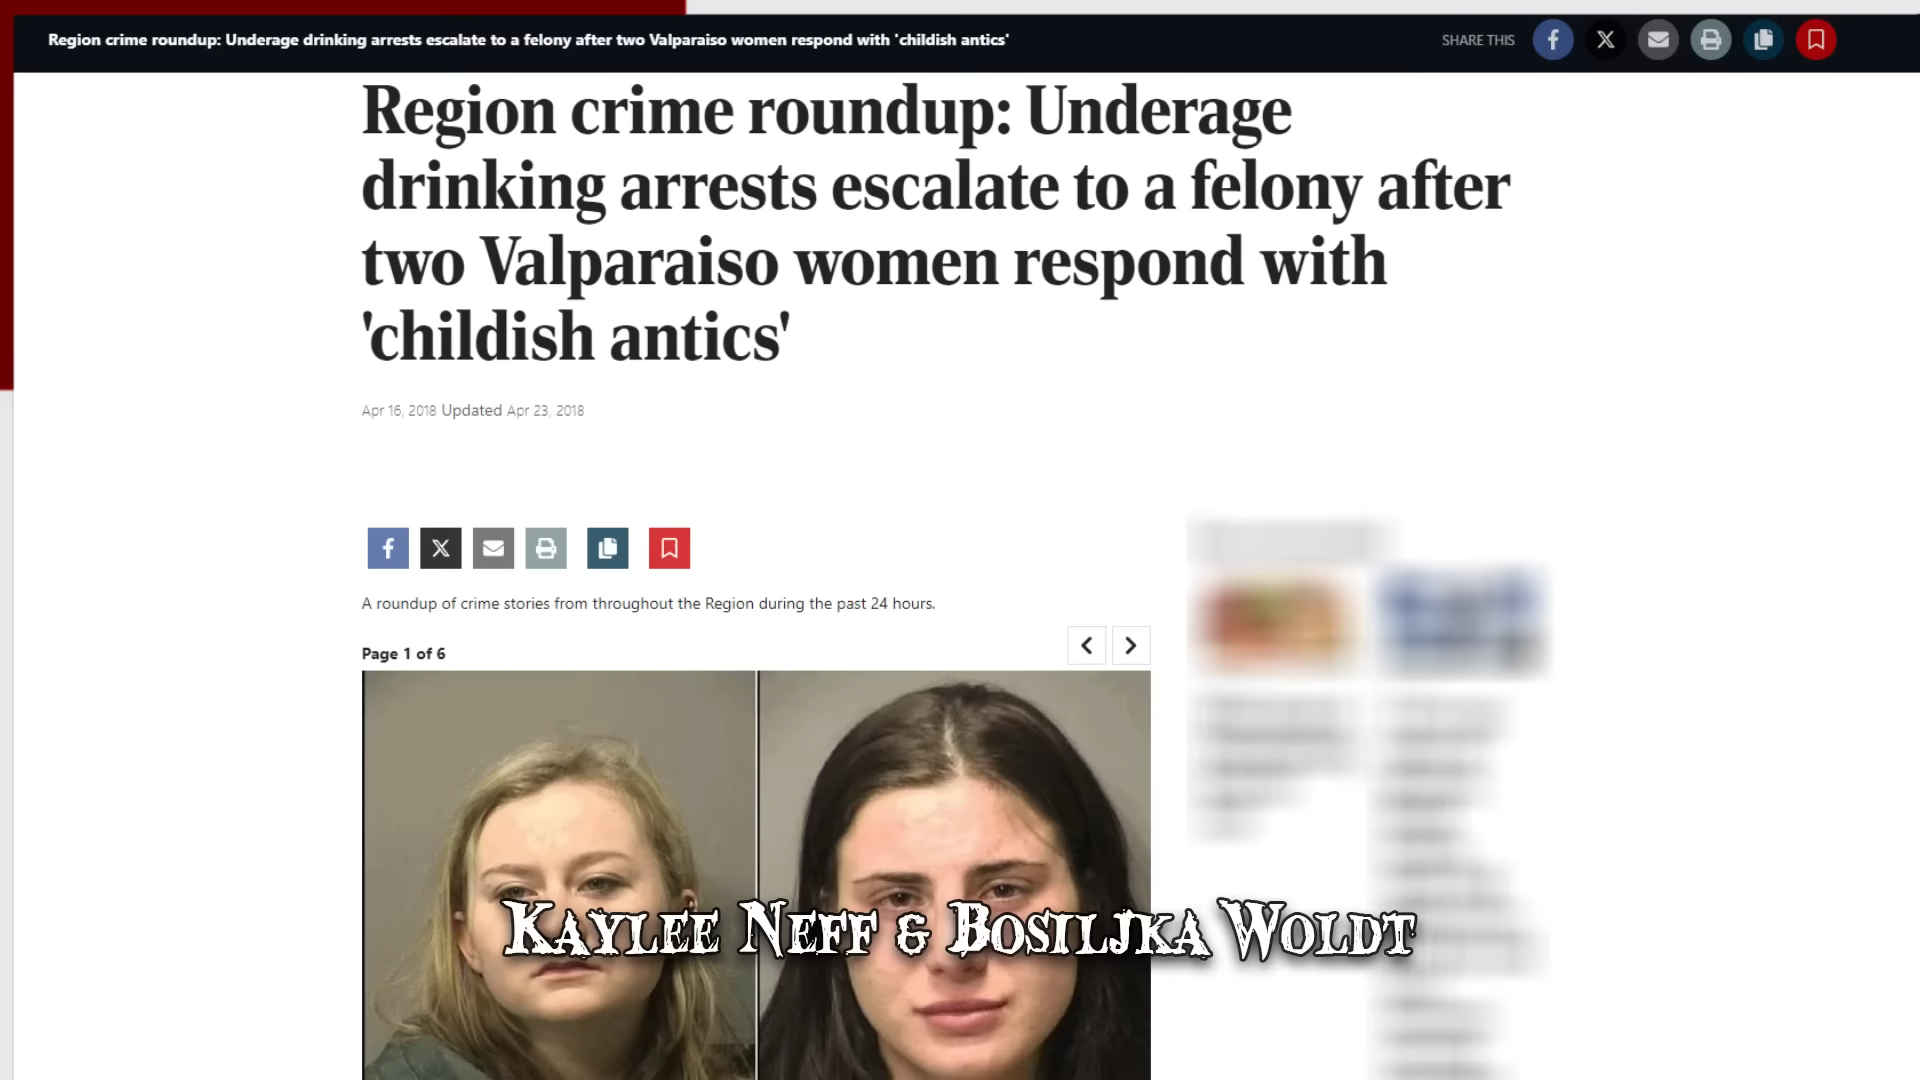 Region crime roundup: Underage drinking arrests escalate to a felony after two Valparaiso women respond with 'childish antics'
SHARE THIS
Region crime roundup: Underage
drinking arrests escalate to a felony after
two Valparaiso women respond with
'childish antics'
Apr 16, 2018 Updated Apr 23, 2018
A roundup of crime stories from throughout the Region during the past 24 hours.
Page 1 of 6
KAYLEE NEFF & BOSILJKA WOLDT